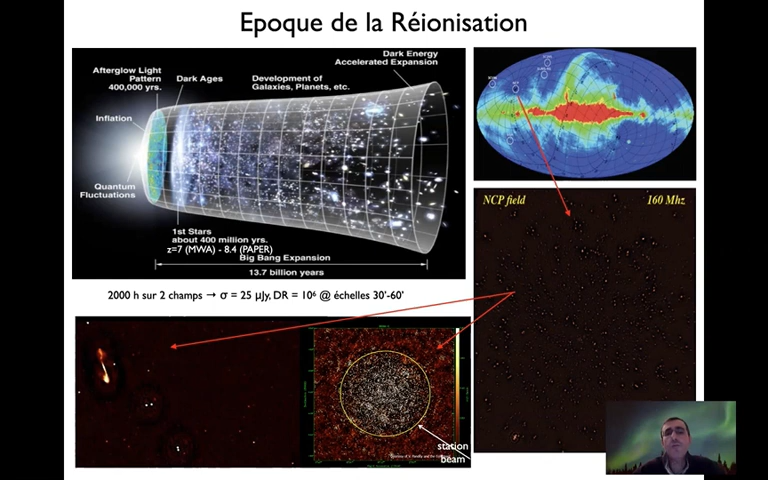 Epoque de la Réionisation
Dark Energy
Accelerated Expansion
Afterglow Light
Pattern
400,000 yrs.
Dark Ages
Development of
Galaxies, Planets, etc.
Inflation
Quantum
Fluctuations
1st Stars
about 400 million yrs.
z=7 (MWA) - 8.4 (PAPER)
Big Bang Expansion
13.7 billion years
NCP field
160 Mhz
2000 h sur 2 champs → σ = 25 μJy, DR = 10⁶ @ échelles 30'-60'
station
beam